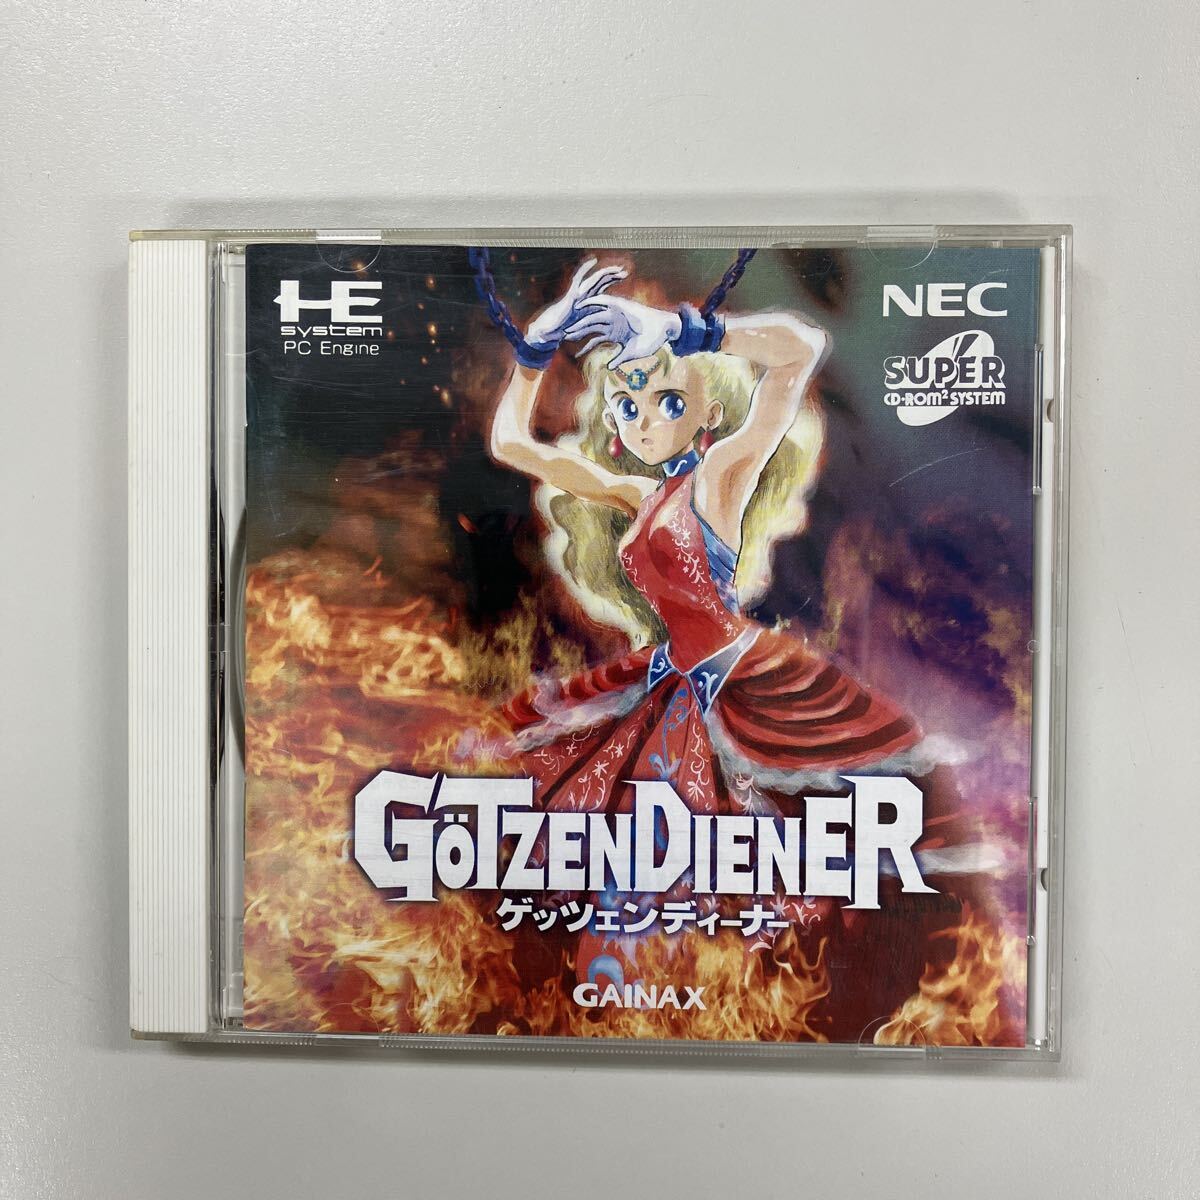 HE
system
PC Engine
NEC
SUPER
CD-ROM² SYSTEM
GÖTZENDIENER
ゲッツェンディーナー
GAINAX